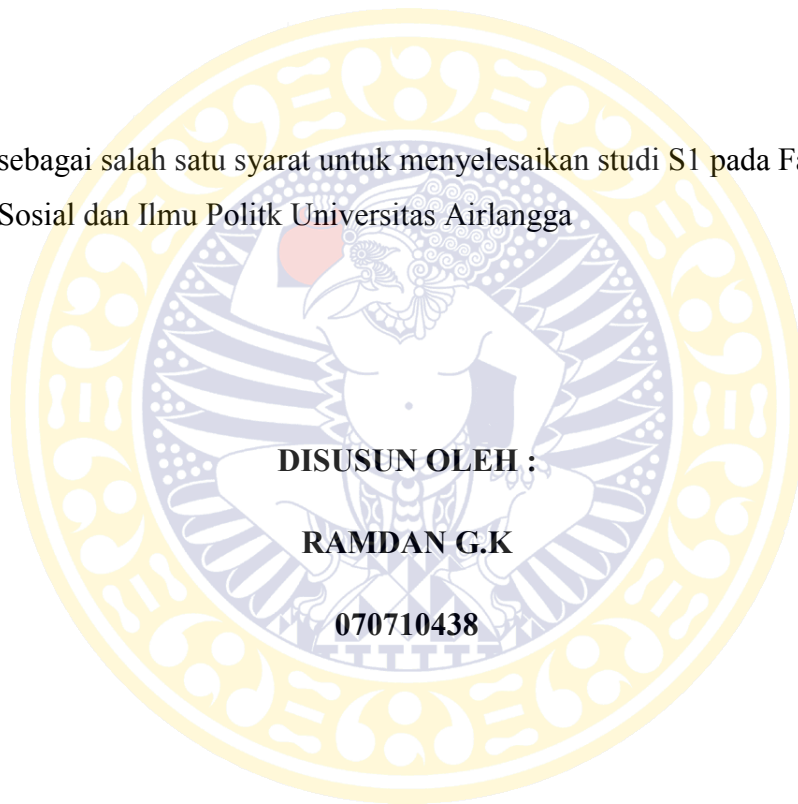 sebagai salah satu syarat untuk menyelesaikan studi S1 pada Fa
Sosial dan Ilmu Politk Universitas Airlangga
DISUSUN OLEH :
RAMDAN G.K
070710438